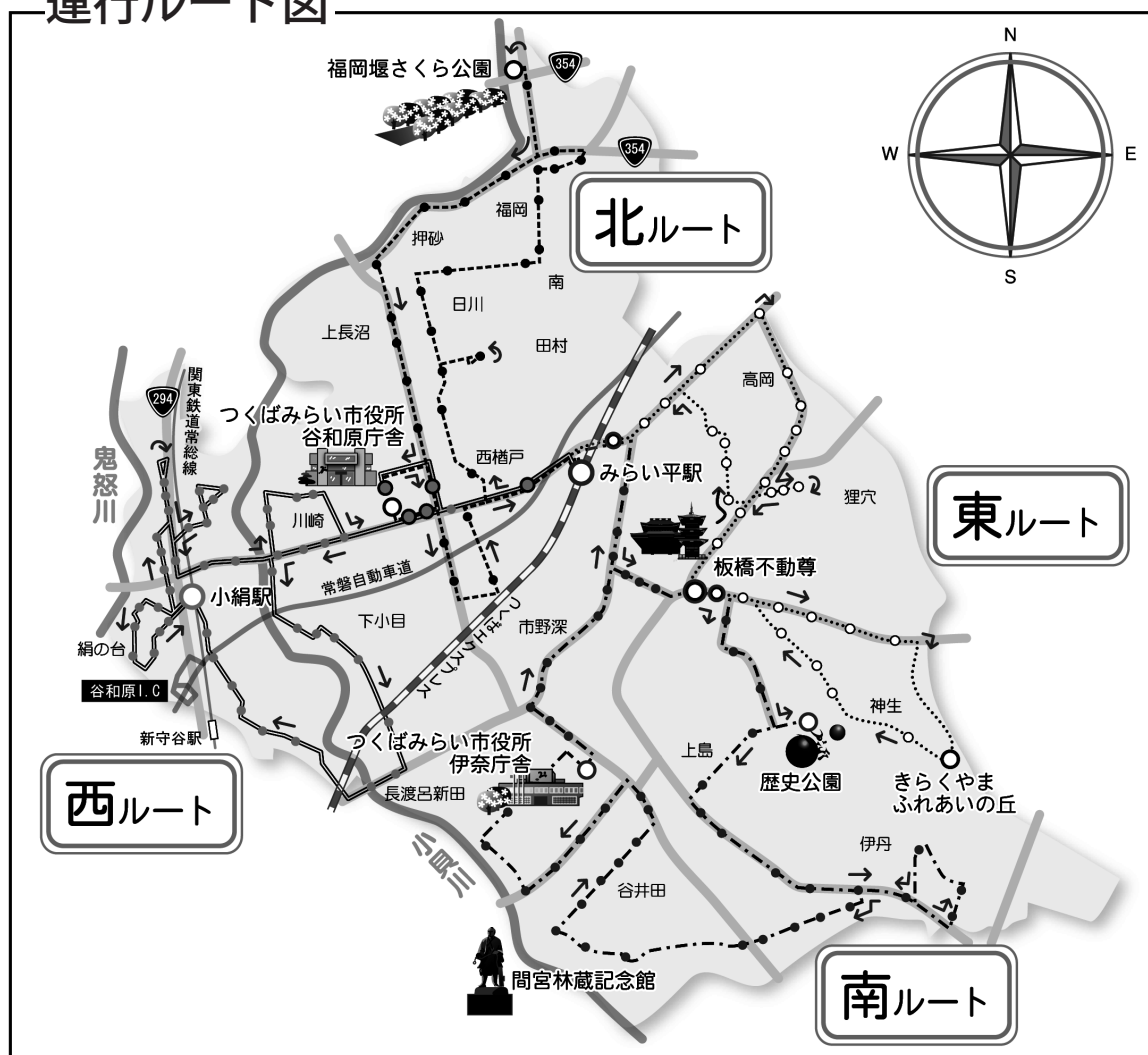 運行ルート図
N
W
E
S
福岡堰さくら公園
354
354
北ルート
福岡
押砂
南
日川
上長沼
田村
高岡
関東鉄道常総線
294
つくばみらい市役所
谷和原庁舎
西楢戸
みらい平駅
鬼怒川
川崎
狸穴
東ルート
板橋不動尊
常磐自動車道
小絹駅
下小目
つくばエクスプレス
市野深
絹の台
谷和原I.C
神生
新守谷駅
つくばみらい市役所
伊奈庁舎
上島
歴史公園
きらくやま
ふれあいの丘
西ルート
長渡呂新田
小貝川
伊丹
谷井田
間宮林蔵記念館
南ルート